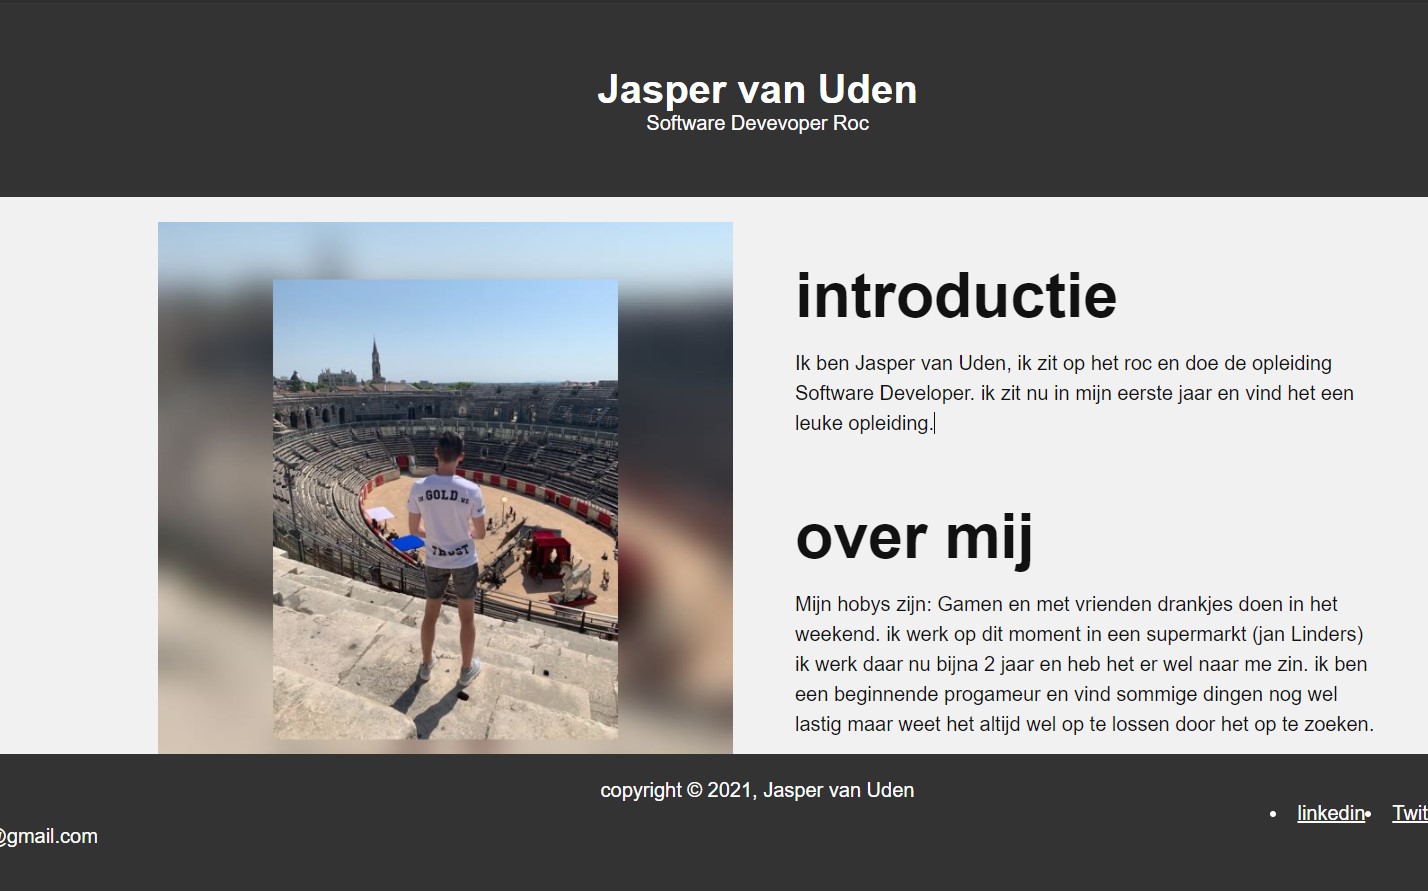 Jasper van Uden
Software Devevoper Roc
introductie
Ik ben Jasper van Uden, ik zit op het roc en doe de opleiding
Software Developer. ik zit nu in mijn eerste jaar en vind het een
leuke opleiding.
IN GOLD WE
TRUST
over mij
Mijn hobys zijn: Gamen en met vrienden drankjes doen in het
weekend. ik werk op dit moment in een supermarkt (jan Linders)
ik werk daar nu bijna 2 jaar en heb het er wel naar me zin. ik ben
een beginnende progameur en vind sommige dingen nog wel
lastig maar weet het altijd wel op te lossen door het op te zoeken.
copyright © 2021, Jasper van Uden
@gmail.com
• linkedin • Twit